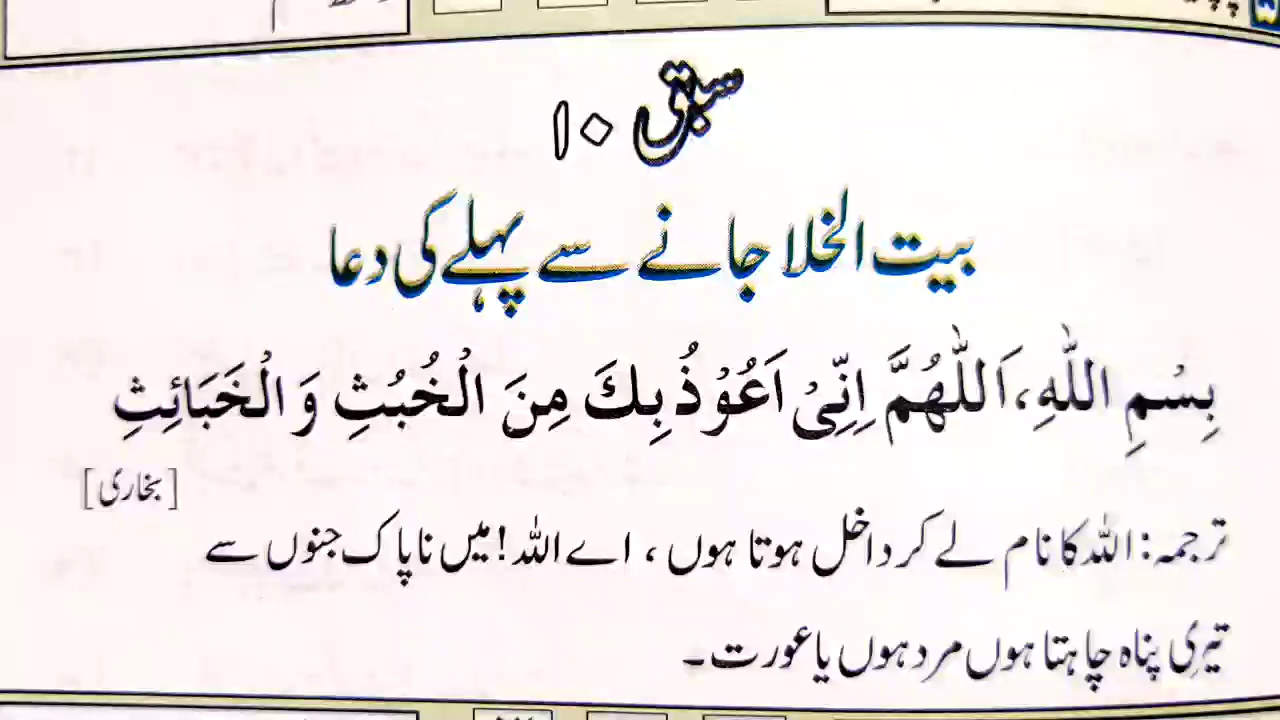 سبق ۱۰
بیت الخلا جانے سے پہلے کی دعا
بِسْمِ اللّٰهِ، اَللّٰهُمَّ اِنِّیْ اَعُوْذُ بِكَ مِنَ الْخُبُثِ وَ الْخَبَائِثِ
[بخاری]
ترجمہ: اللہ کا نام لے کر داخل ہوتا ہوں، اے اللہ! میں ناپاک جنوں سے
تیری پناہ چاہتا ہوں مرد ہوں یا عورت۔